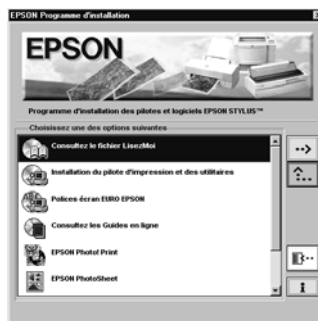 EPSON Programme d'installation
EPSON
Programme d'installation des pilotes et logiciels EPSON STYLUS™
Choisissez une des options suivantes
Consultez le fichier LisezMoi
Installation du pilote d'impression et des utilitaires
Polices écran EURO EPSON
Consultez les Guides en ligne
EPSON Photo! Print
EPSON PhotoSheet